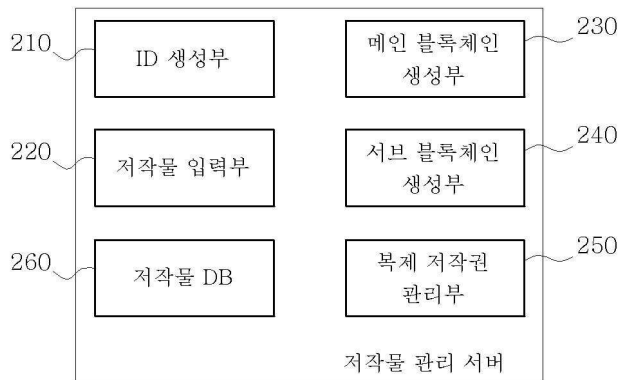 210
ID 생성부
메인 블록체인
생성부
230
220
저작물 입력부
서브 블록체인
생성부
240
260
저작물 DB
복제 저작권
관리부
250
저작물 관리 서버